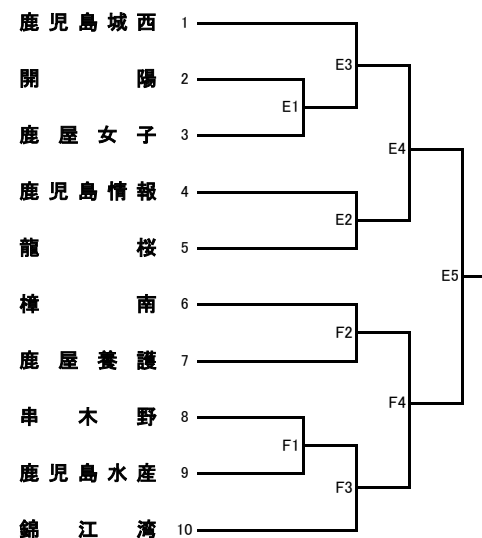 鹿児島城西 1
E3
開陽 2
E1
鹿屋女子 3
E4
鹿児島情報 4
E2
龍桜 5
E5
樟南 6
F2
鹿屋養護 7
F4
串木野 8
F1
鹿児島水産 9
F3
錦江湾 10